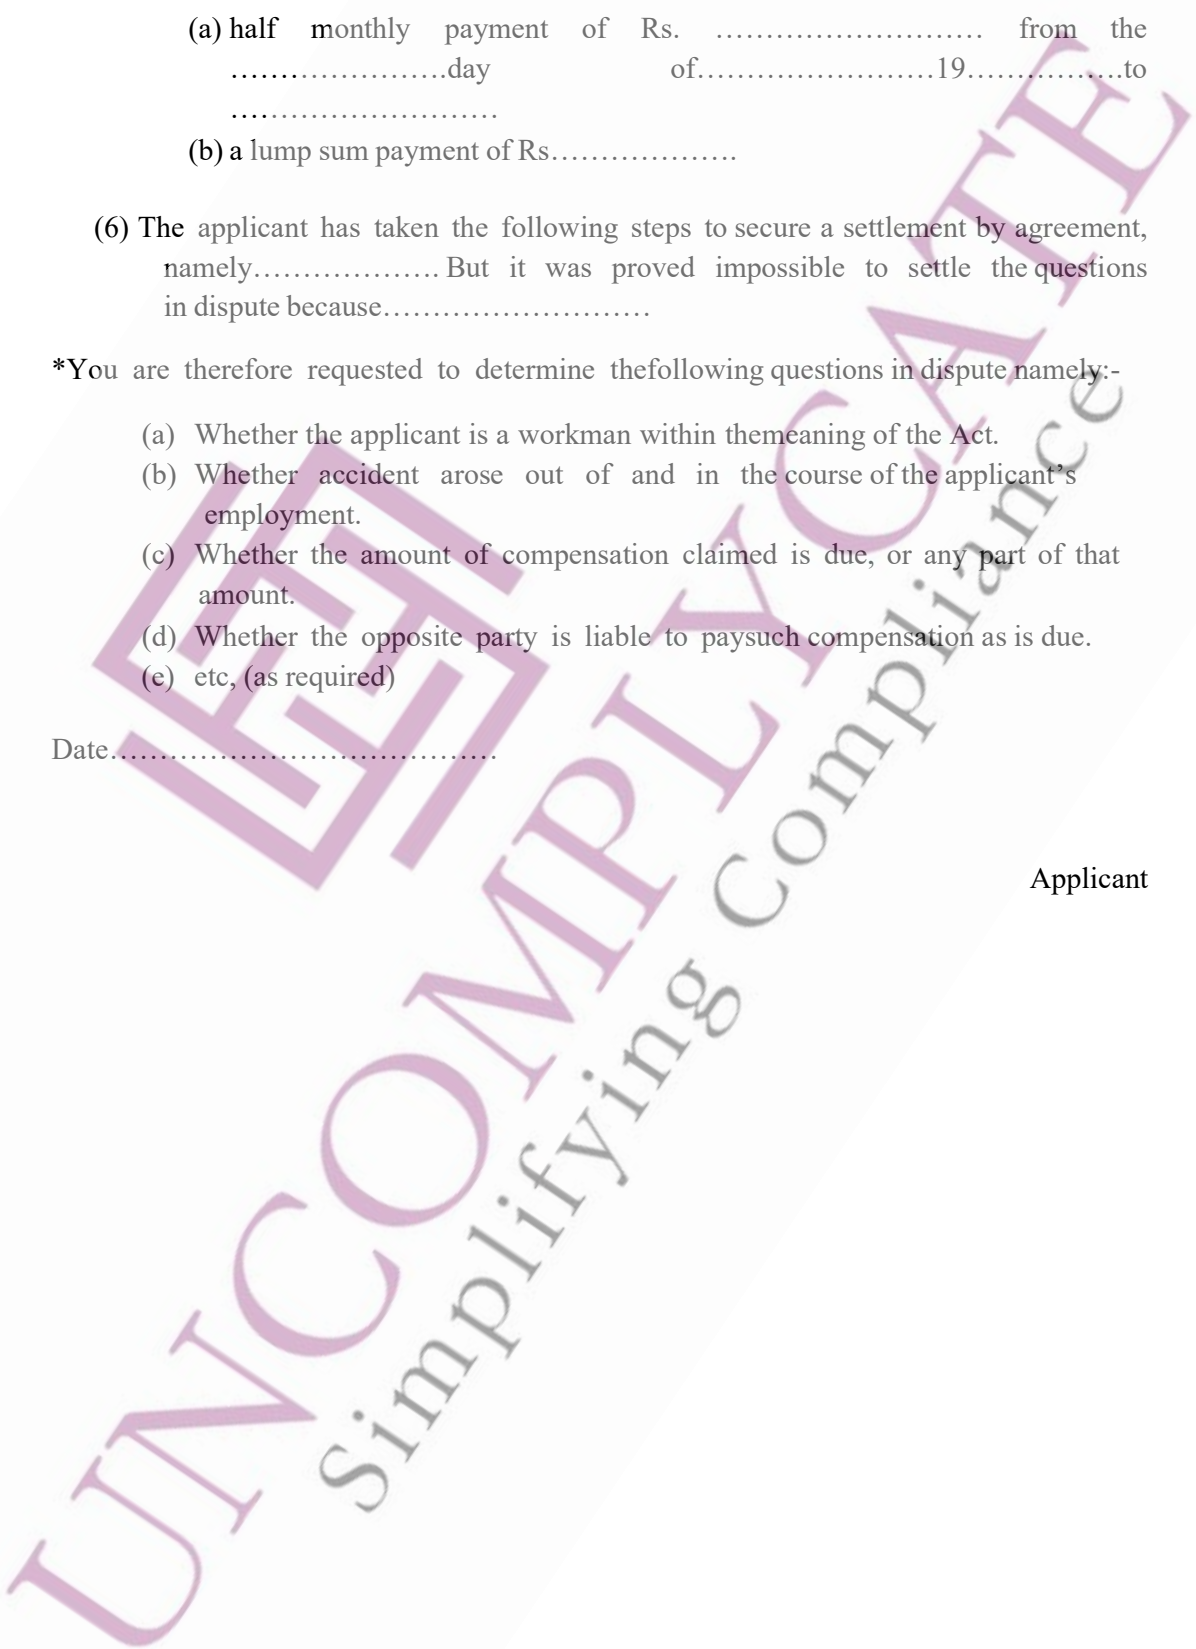 (a) half monthly payment of Rs. ........................... from the
......................day of........................19................to
...........................
(b) a lump sum payment of Rs...................
(6) The applicant has taken the following steps to secure a settlement by agreement,
namely................... But it was proved impossible to settle the questions
in dispute because...........................
*You are therefore requested to determine thefollowing questions in dispute namely:-
(a) Whether the applicant is a workman within themeaning of the Act.
(b) Whether accident arose out of and in the course of the applicant’s
employment.
(c) Whether the amount of compensation claimed is due, or any part of that
amount.
(d) Whether the opposite party is liable to paysuch compensation as is due.
(e) etc, (as required)
Date.......................................
Applicant
UNCOMPLYCATE
Simplifying Compliance